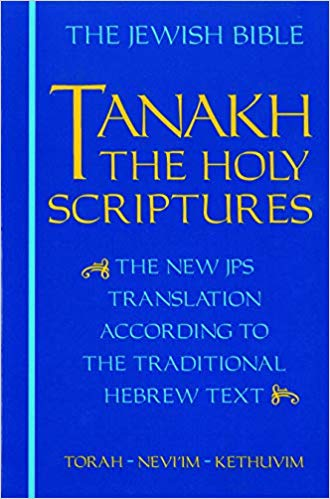 THE JEWISH BIBLE
TANAKH
THE HOLY
SCRIPTURES
THE NEW JPS
TRANSLATION
ACCORDING TO
THE TRADITIONAL
HEBREW TEXT
TORAH - NEVI'IM - KETHUVIM